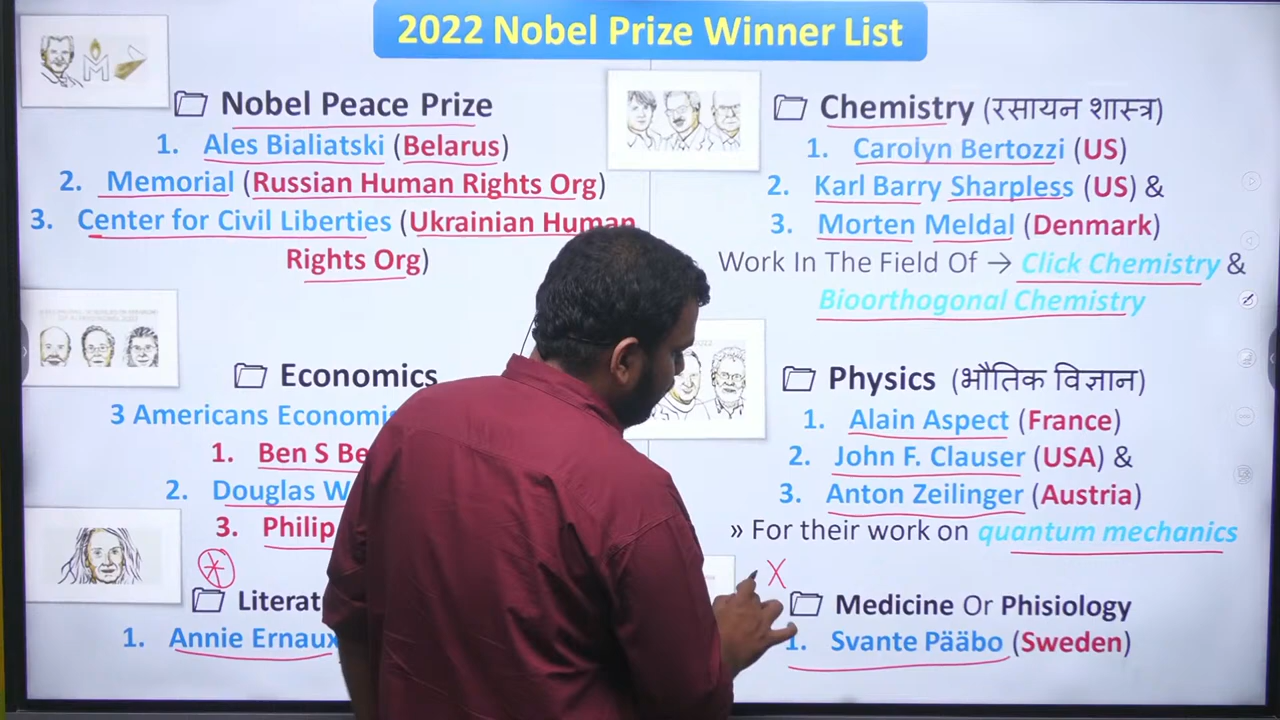 2022 Nobel Prize Winner List
Nobel Peace Prize
1. Ales Bialiatski (Belarus)
2. Memorial (Russian Human Rights Org)
3. Center for Civil Liberties (Ukrainian Human
Rights Org)
Economics
3 Americans
1. Ben S
2. Douglas
3. Philip
1. Annie Ernaux
Chemistry (रसायन शास्त्र)
1. Carolyn Bertozzi (US)
2. Karl Barry Sharpless (US) &
3. Morten Meldal (Denmark)
Work In The Field Of → Click Chemistry &
Bioorthogonal Chemistry
Physics (भौतिक विज्ञान)
1. Alain Aspect (France)
2. John F. Clauser (USA) &
3. Anton Zeilinger (Austria)
» For their work on quantum mechanics
X
Medicine Or Phisiology
1. Svante Pääbo (Sweden)